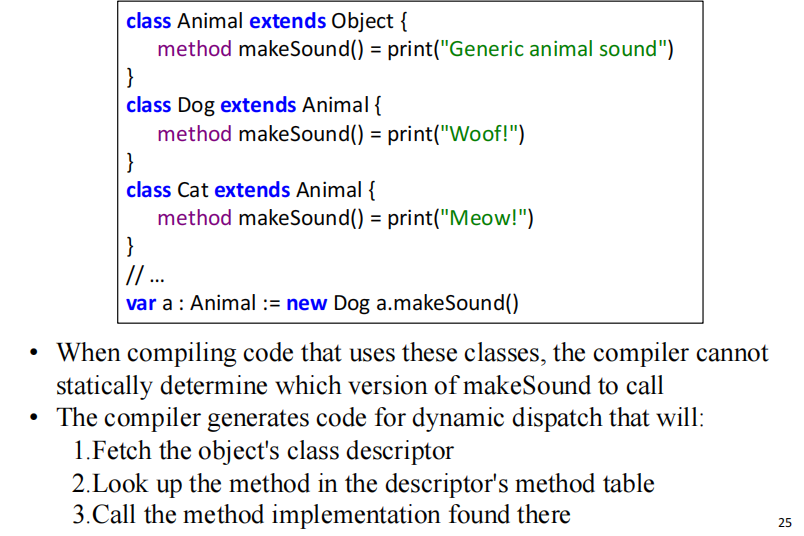 class Animal extends Object {
method makeSound() = print("Generic animal sound")
}
class Dog extends Animal {
method makeSound() = print("Woof!")
}
class Cat extends Animal {
method makeSound() = print("Meow!")
}
// ...
var a : Animal := new Dog a.makeSound()
• When compiling code that uses these classes, the compiler cannot
statically determine which version of makeSound to call
• The compiler generates code for dynamic dispatch that will:
1.Fetch the object's class descriptor
2.Look up the method in the descriptor's method table
3.Call the method implementation found there
25